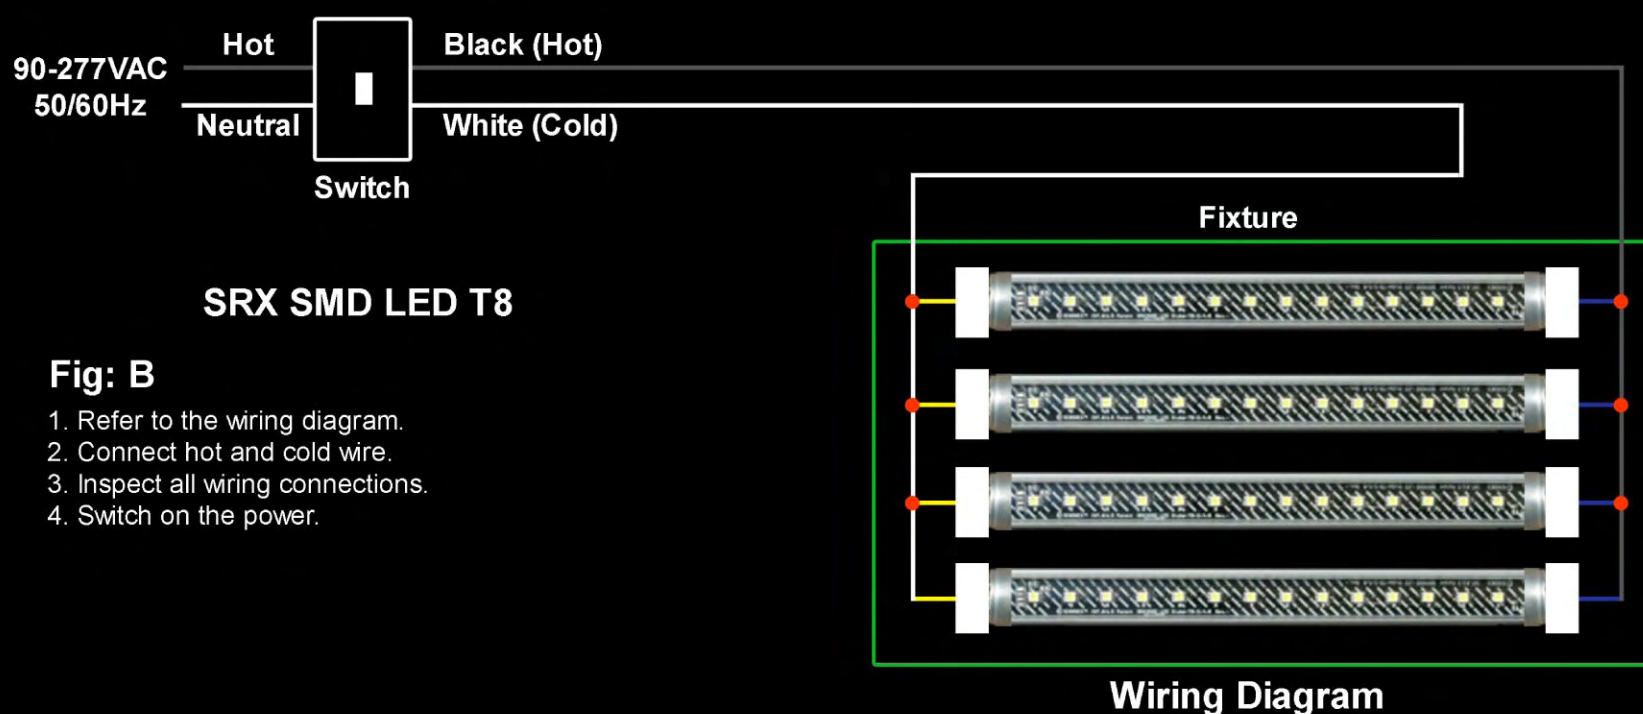 Hot
Black (Hot)
90-277VAC
50/60Hz
Neutral
White (Cold)
Switch
Fixture
SRX SMD LED T8
Fig: B
1. Refer to the wiring diagram.
2. Connect hot and cold wire.
3. Inspect all wiring connections.
4. Switch on the power.
Wiring Diagram